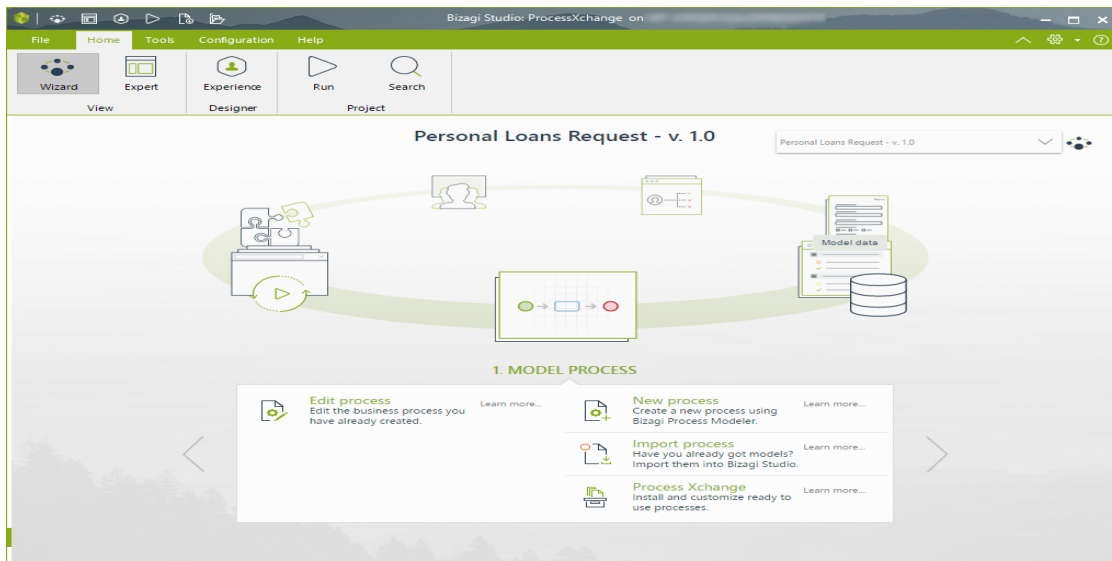 Bizagi Studio: ProcessXchange on
File Home Tools Configuration Help
Wizard Expert Experience Run Search
View Designer Project
Personal Loans Request - v. 1.0
Personal Loans Request - v. 1.0
Model data
1. MODEL PROCESS
Edit process
Learn more...
Edit the business process you
have already created.
New process
Learn more...
Create a new process using
Bizagi Process Modeler.
Import process
Learn more...
Have you already got models?
Import them into Bizagi Studio.
Process Xchange
Learn more...
Install and customize ready to
use processes.